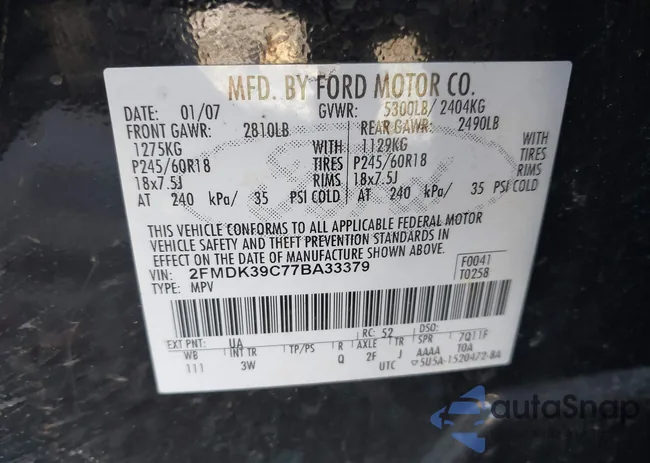 MFD. BY FORD MOTOR CO.
DATE: 01/07 GVWR: 5300LB/2404KG
FRONT GAWR: 2810LB REAR GAWR: 2490LB
1275KG WITH 1129KG WITH
P245/60R18 TIRES P245/60R18 TIRES
18x7.5J RIMS 18x7.5J RIMS
AT 240 kPa/ 35 PSI COLD AT 240 kPa/ 35 PSI COLD
Ford
THIS VEHICLE CONFORMS TO ALL APPLICABLE FEDERAL MOTOR
VEHICLE SAFETY AND THEFT PREVENTION STANDARDS IN
EFFECT ON THE DATE OF MANUFACTURE SHOWN ABOVE.
VIN: 2FMDK39C77BA33379
TYPE: MPV
F0041
T0258
EXT PNT: UA RC: 52 DSO:
WB INT TR TP/PS R AXLE TR SPR 7Q11F
111 3W Q 2F J AAAA T0A
UTC 5U5A-1520472-BA
autoSnap